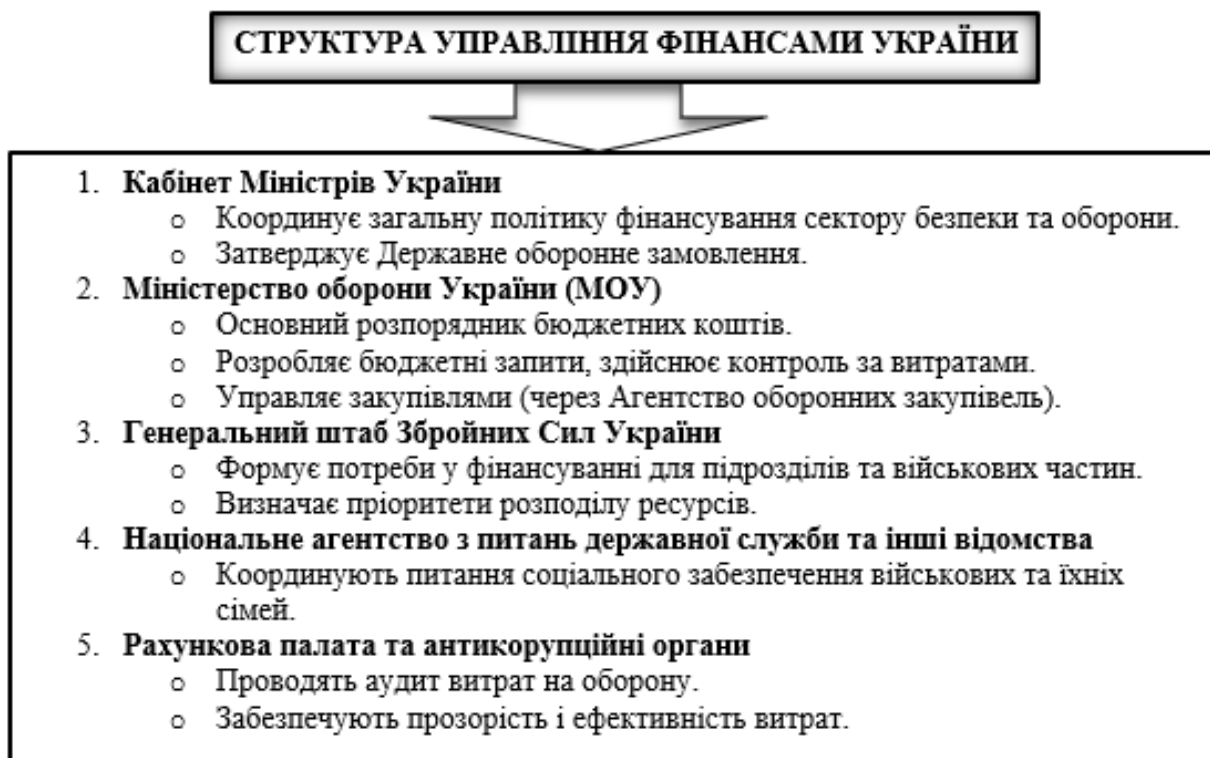 СТРУКТУРА УПРАВЛІННЯ ФІНАНСАМИ УКРАЇНИ
1. Кабінет Міністрів України
o Координує загальну політику фінансування сектору безпеки та оборони.
o Затверджує Державне оборонне замовлення.
2. Міністерство оборони України (МОУ)
o Основний розпорядник бюджетних коштів.
o Розробляє бюджетні запити, здійснює контроль за витратами.
o Управляє закупівлями (через Агентство оборонних закупівель).
3. Генеральний штаб Збройних Сил України
o Формує потреби у фінансуванні для підрозділів та військових частин.
o Визначає пріоритети розподілу ресурсів.
4. Національне агентство з питань державної служби та інші відомства
o Координують питання соціального забезпечення військових та їхніх
сімей.
5. Рахункова палата та антикорупційні органи
o Проводять аудит витрат на оборону.
o Забезпечують прозорість і ефективність витрат.